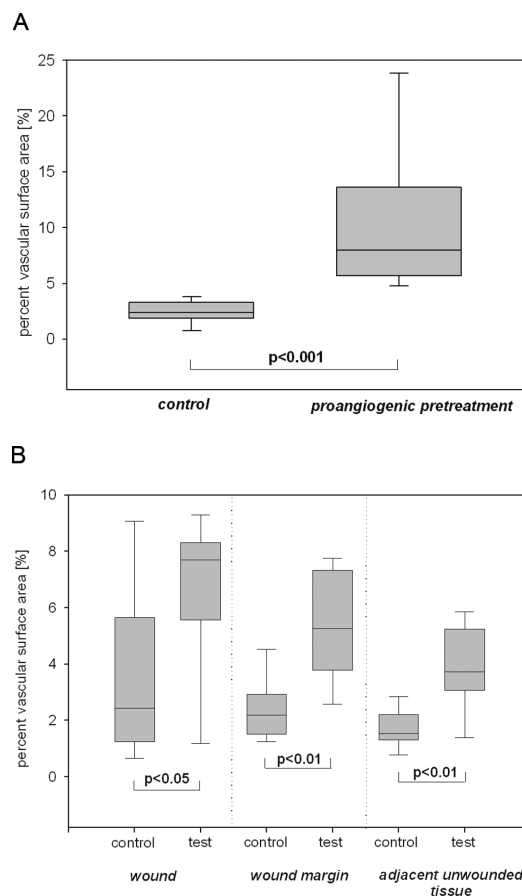 A
percent vascular surface area [%]
25
20
15
10
5
0
p<0.001
control
proangiogenic pretreatment
B
percent vascular surface area [%]
10
8
6
4
2
0
p<0.05
p<0.01
p<0.01
control test control test control test
wound
wound margin
adjacent unwounded
tissue